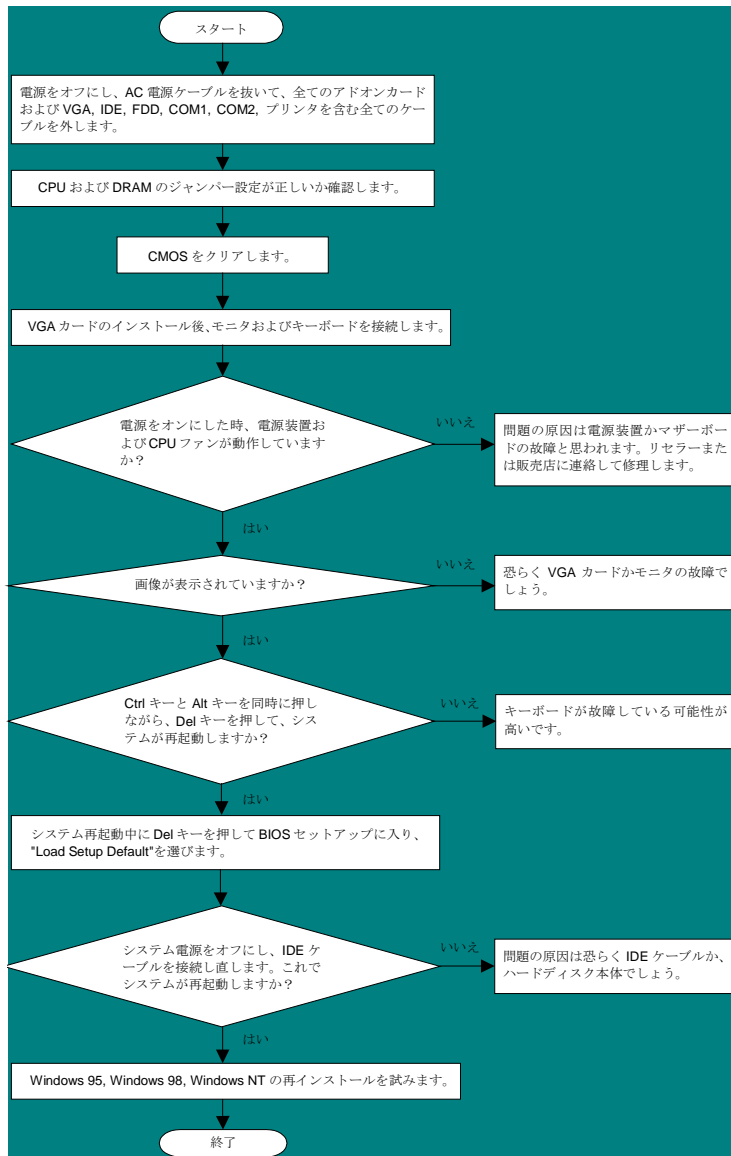 スタート
電源をオフにし、AC 電源ケーブルを抜いて、全てのアドオンカード
および VGA, IDE, FDD, COM1, COM2, プリンタを含む全てのケー
ブルを外します。
CPU および DRAM のジャンパー設定が正しいか確認します。
CMOS をクリアします。
VGA カードのインストール後、モニタおよびキーボードを接続します。
電源をオンにした時、電源装置お
よび CPU ファンが動作しています
か？
いいえ
問題の原因は電源装置かマザーボー
ドの故障と思われます。リセラーまた
は販売店に連絡して修理します。
はい
画像が表示されていますか？
いいえ
恐らく VGA カードかモニタの故障で
しょう。
はい
Ctrl キーと Alt キーを同時に押し
ながら、Del キーを押して、シス
テムが再起動しますか？
いいえ
キーボードが故障している可能性が
高いです。
はい
システム再起動中に Del キーを押して BIOS セットアップに入り、
"Load Setup Default"を選びます。
システム電源をオフにし、IDE ケ
ーブルを接続し直します。これで
システムが再起動しますか？
いいえ
問題の原因は恐らく IDE ケーブルか、
ハードディスク本体でしょう。
はい
Windows 95, Windows 98, Windows NT の再インストールを試みます。
終了